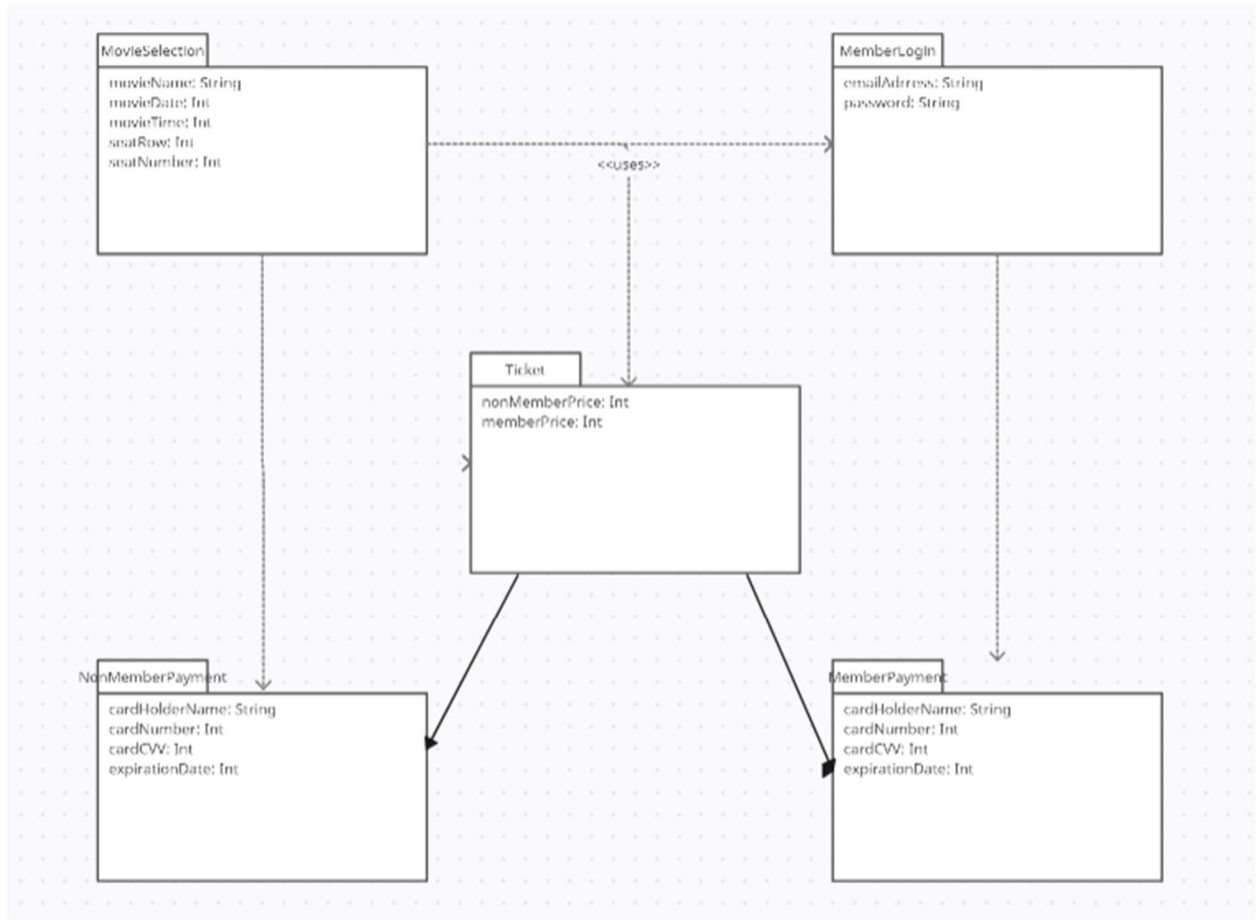 MovieSelection
movieName: String
movieDate: Int
movieTime: Int
seatRow: Int
seatNumber: Int
MemberLogIn
emailAdrress: String
password: String
<<uses>>
Ticket
nonMemberPrice: Int
memberPrice: Int
NonMemberPayment
cardHolderName: String
cardNumber: Int
cardCVV: Int
expirationDate: Int
MemberPayment
cardHolderName: String
cardNumber: Int
cardCVV: Int
expirationDate: Int